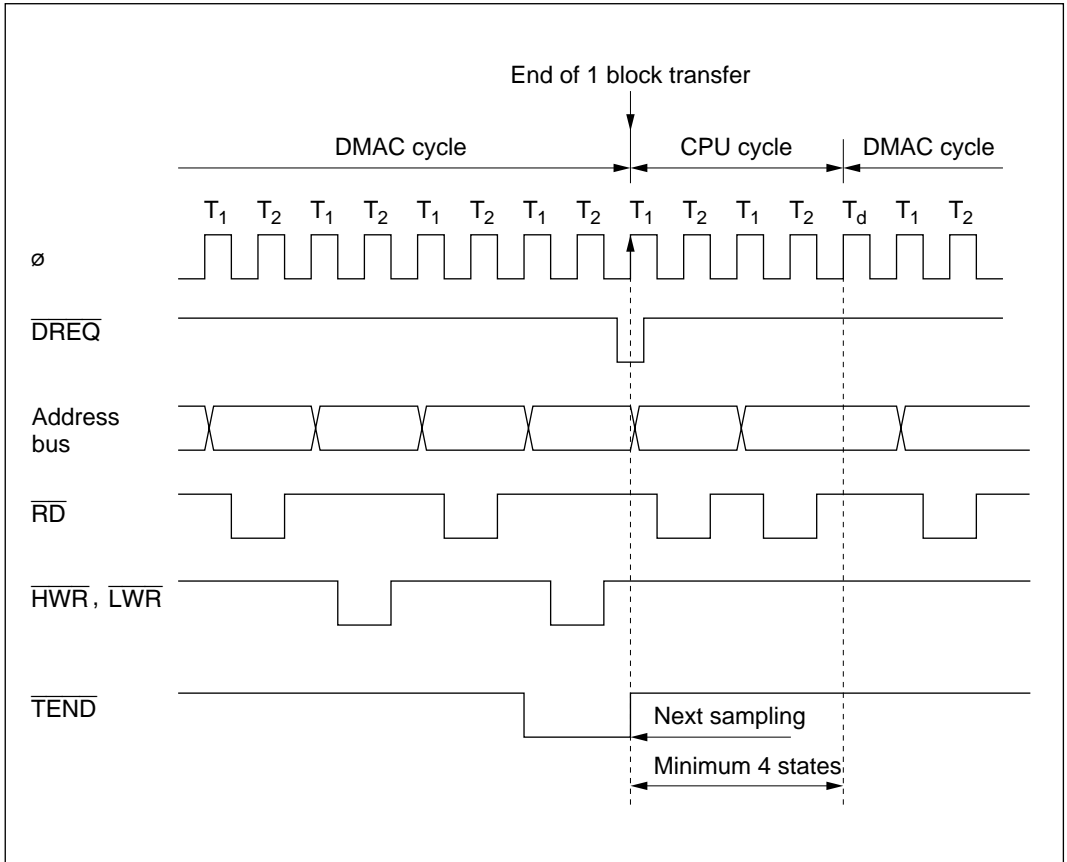 End of 1 block transfer
DMAC cycle CPU cycle DMAC cycle
T1 T2 T1 T2 T1 T2 T1 T2 T1 T2 T1 T2 Td T1 T2
ø
DREQ
Address
bus
RD
HWR, LWR
TEND
Next sampling
Minimum 4 states